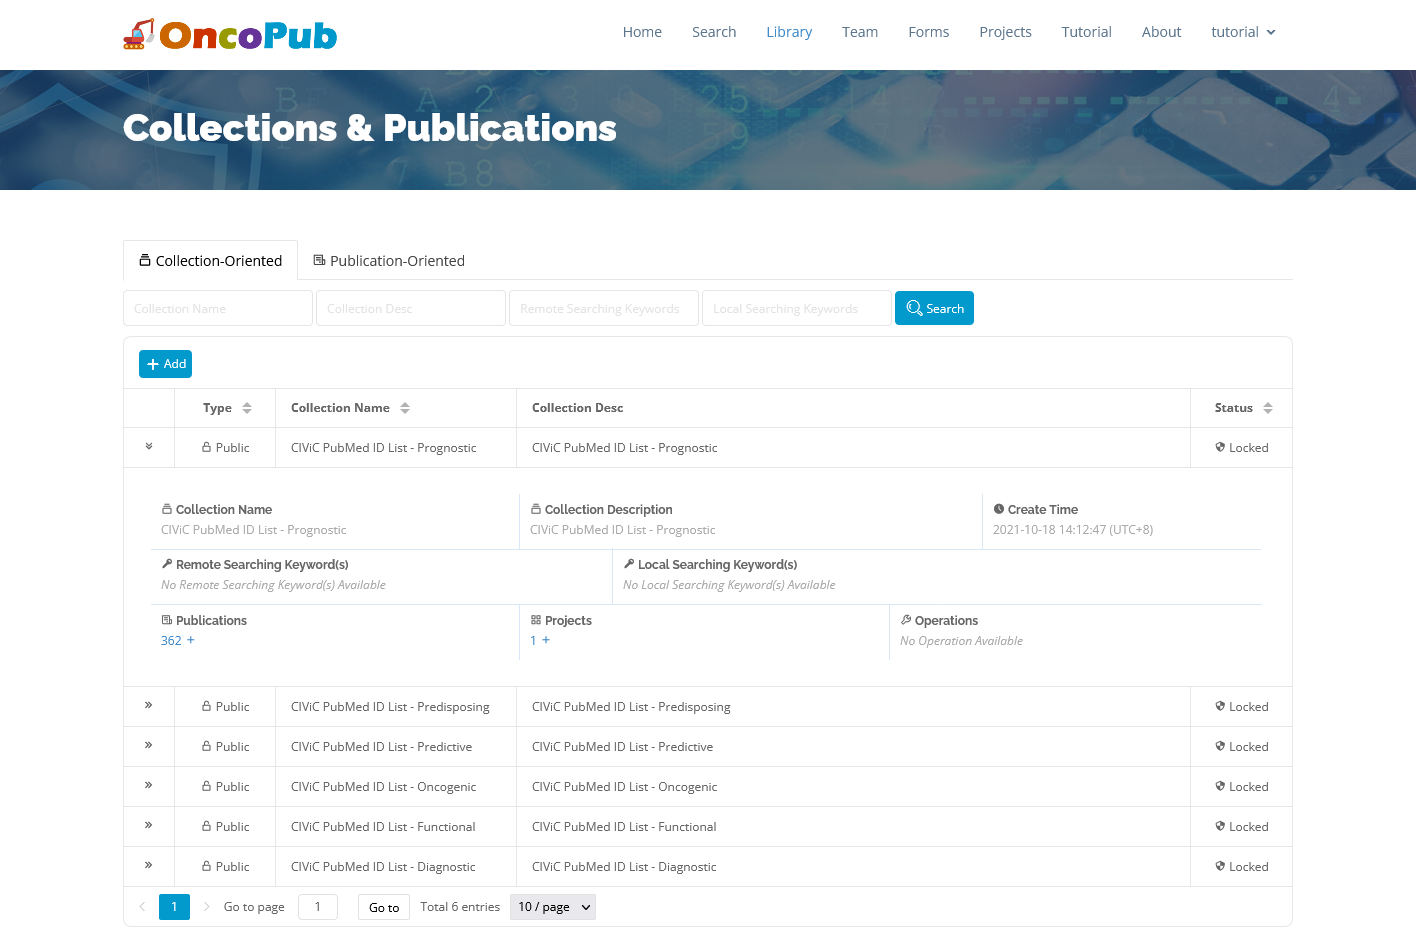 OncoPub
Home Search Library Team Forms Projects Tutorial About tutorial
Collections & Publications
Collection-Oriented Publication-Oriented
Collection Name Collection Desc Remote Searching Keywords Local Searching Keywords Search
Add
Type Collection Name Collection Desc Status
Public CIViC PubMed ID List - Prognostic CIViC PubMed ID List - Prognostic Locked
Collection Name Collection Description Create Time
CIViC PubMed ID List - Prognostic CIViC PubMed ID List - Prognostic 2021-10-18 14:12:47 (UTC+8)
Remote Searching Keyword(s) Local Searching Keyword(s)
No Remote Searching Keyword(s) Available No Local Searching Keyword(s) Available
Publications Projects Operations
362 + 1 + No Operation Available
Public CIViC PubMed ID List - Predisposing CIViC PubMed ID List - Predisposing Locked
Public CIViC PubMed ID List - Predictive CIViC PubMed ID List - Predictive Locked
Public CIViC PubMed ID List - Oncogenic CIViC PubMed ID List - Oncogenic Locked
Public CIViC PubMed ID List - Functional CIViC PubMed ID List - Functional Locked
Public CIViC PubMed ID List - Diagnostic CIViC PubMed ID List - Diagnostic Locked
1 Go to page 1 Go to Total 6 entries 10 / page